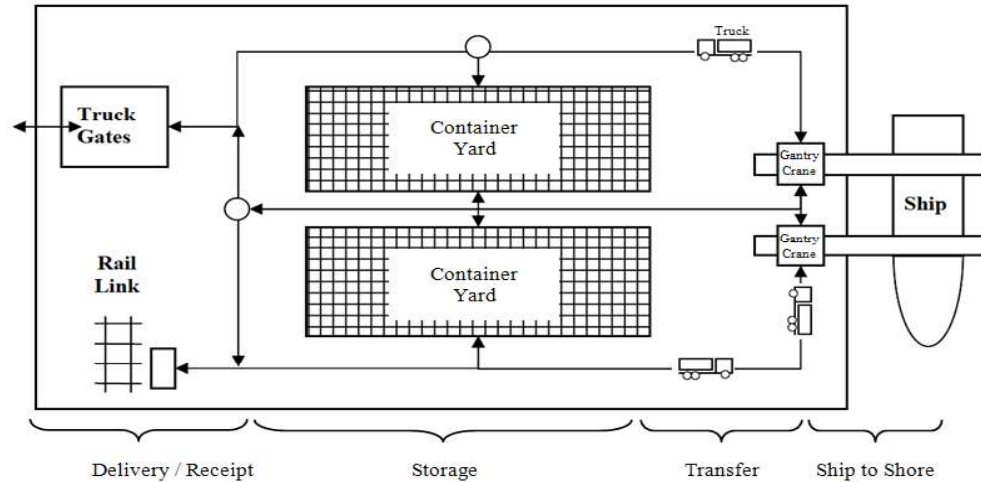 Truck
Truck
Gates
Container
Yard
Gantry
Crane
Ship
Gantry
Crane
Container
Yard
Rail
Link
Delivery / Receipt
Storage
Transfer
Ship to Shore